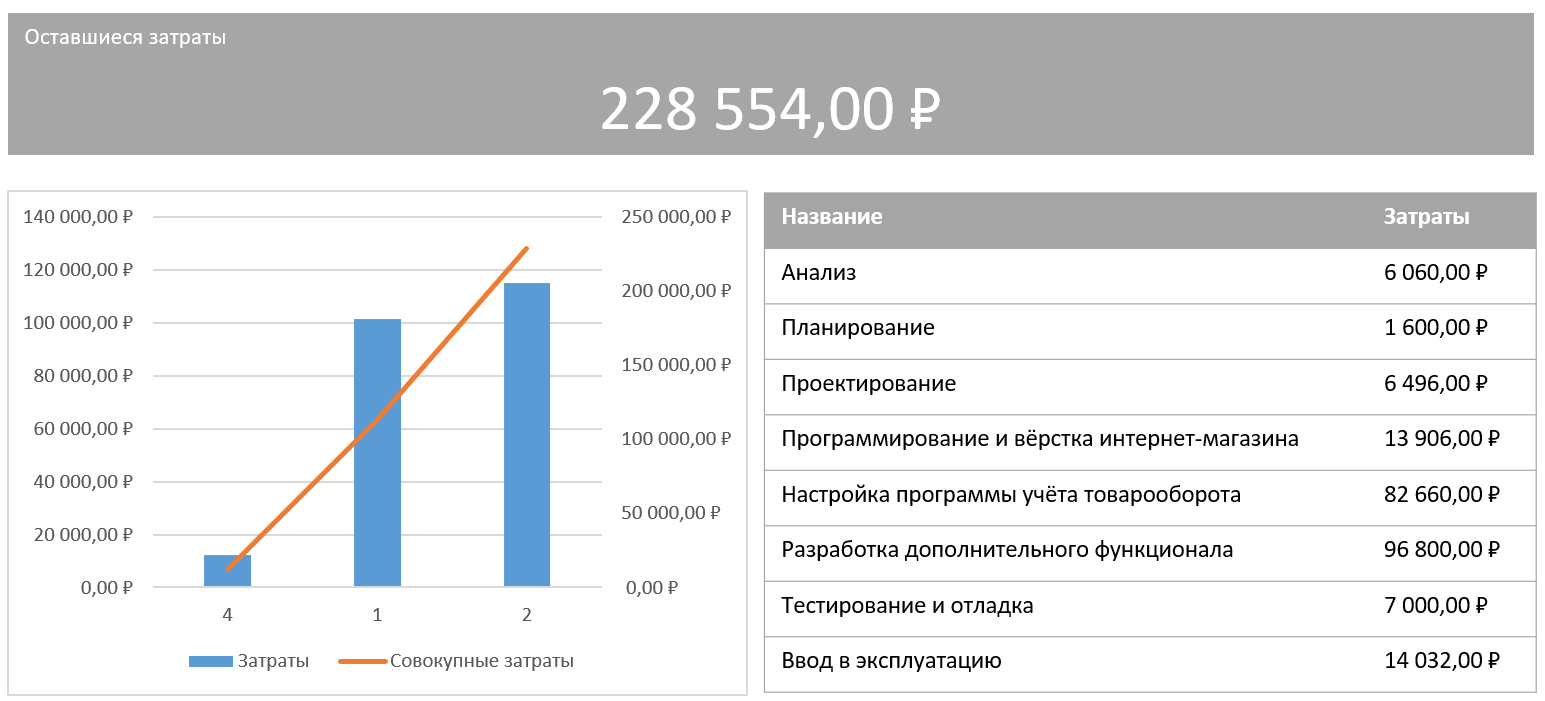 Оставшиеся затраты
228 554,00 ₽
140 000,00 ₽
120 000,00 ₽
100 000,00 ₽
80 000,00 ₽
60 000,00 ₽
40 000,00 ₽
20 000,00 ₽
0,00 ₽
250 000,00 ₽
200 000,00 ₽
150 000,00 ₽
100 000,00 ₽
50 000,00 ₽
0,00 ₽
4 1 2
Затраты Совокупные затраты
Название Затраты
Анализ 6 060,00 ₽
Планирование 1 600,00 ₽
Проектирование 6 496,00 ₽
Программирование и вёрстка интернет-магазина 13 906,00 ₽
Настройка программы учёта товарооборота 82 660,00 ₽
Разработка дополнительного функционала 96 800,00 ₽
Тестирование и отладка 7 000,00 ₽
Ввод в эксплуатацию 14 032,00 ₽